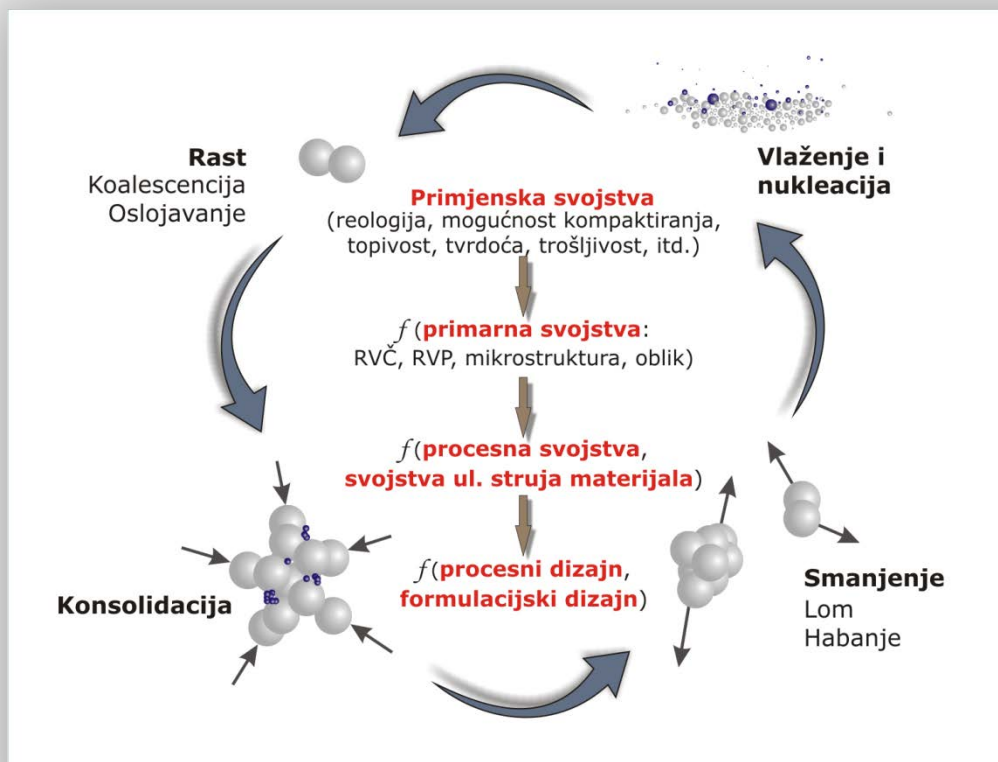 Rast
Koalescencija
Oslojavanje
Vlaženje i
nukleacija
Primjenska svojstva
(reologija, mogućnost kompaktiranja,
topivost, tvrdoća, trošljivost, itd.)
f(primarna svojstva:
RVČ, RVP, mikrostruktura, oblik)
f(procesna svojstva,
svojstva ul. struja materijala)
f(procesni dizajn,
formulacijski dizajn)
Konsolidacija
Smanjenje
Lom
Habanje